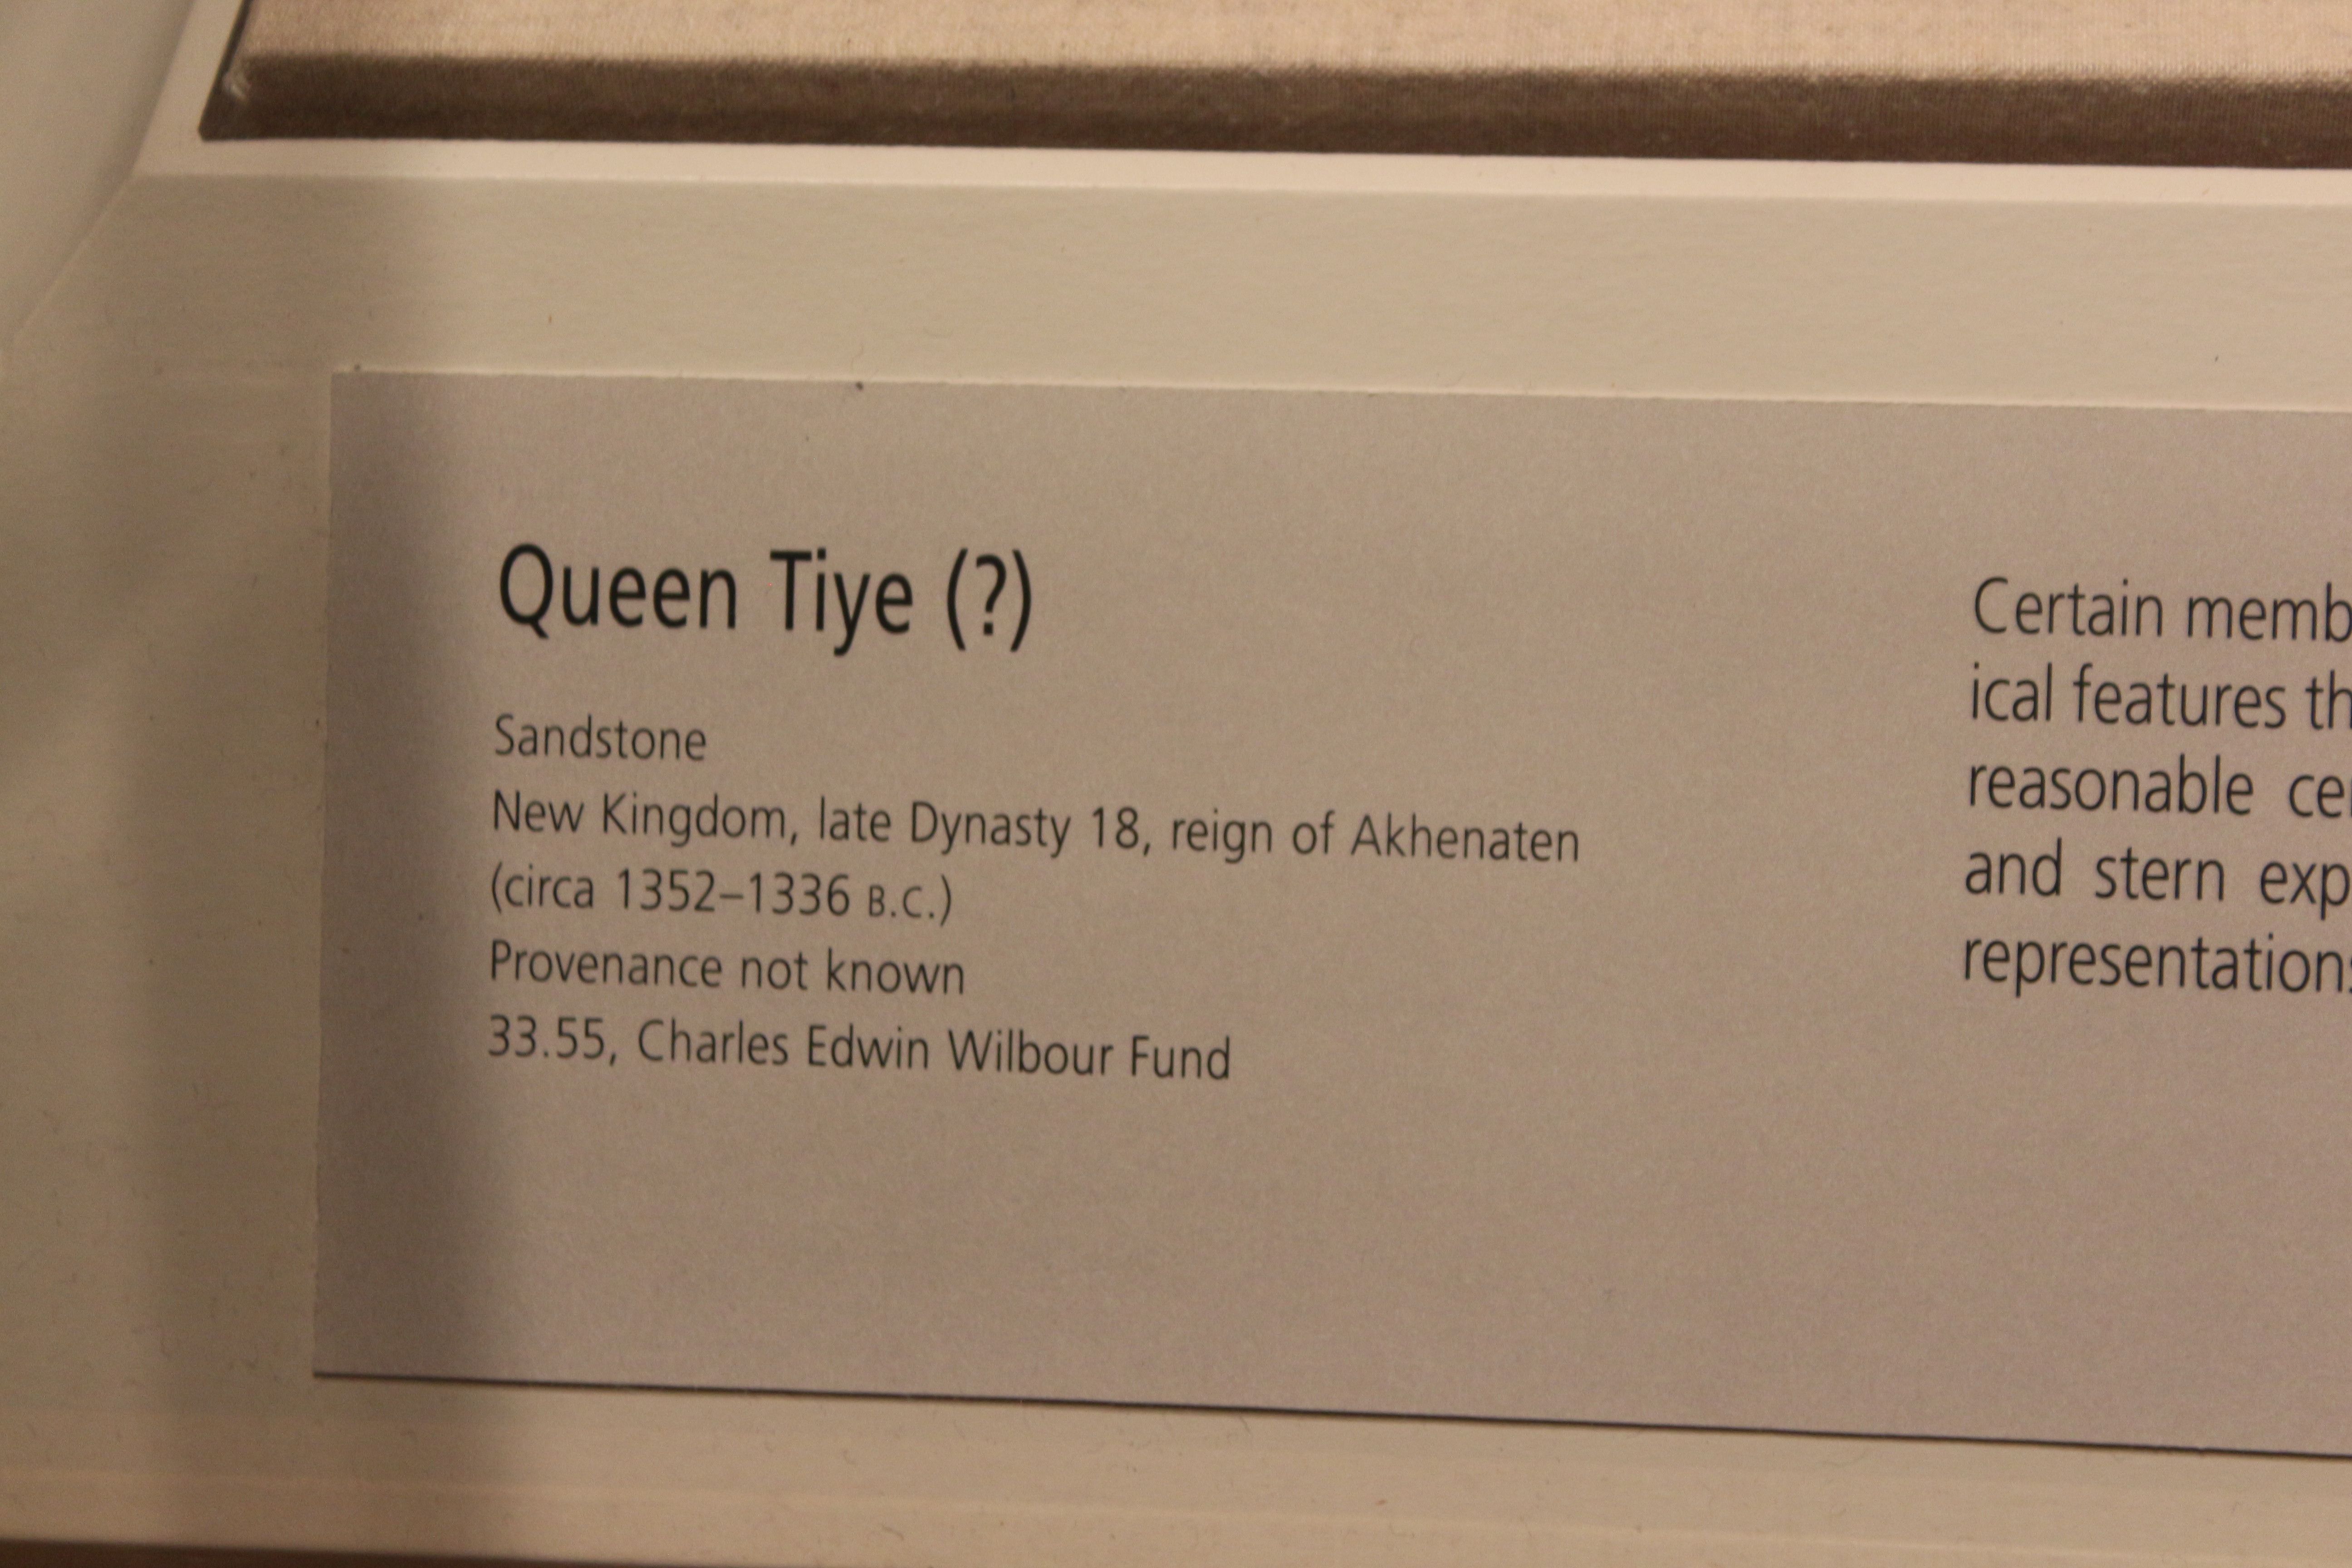 Queen Tiye (?)
Sandstone
New Kingdom, late Dynasty 18, reign of Akhenaten
(circa 1352–1336 B.C.)
Provenance not known
33.55, Charles Edwin Wilbour Fund
Certain
ical features
reasonable
and stern